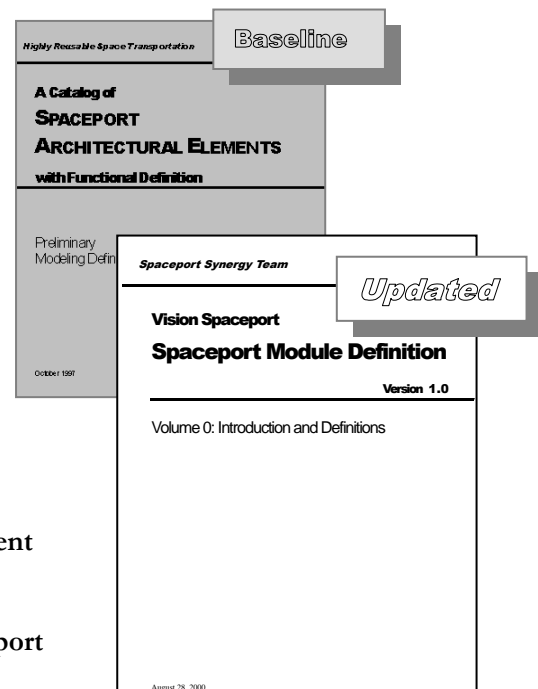 Highly Reusable Space Transportation
Baseline
A Catalog of
SPACEPORT
ARCHITECTURAL ELEMENTS
with Functional Definition
Preliminary
Modeling Defin
October 1997
Spaceport Synergy Team
Updated
Vision Spaceport
Spaceport Module Definition
Version 1.0
Volume 0: Introduction and Definitions
August 28, 2000
ent
port